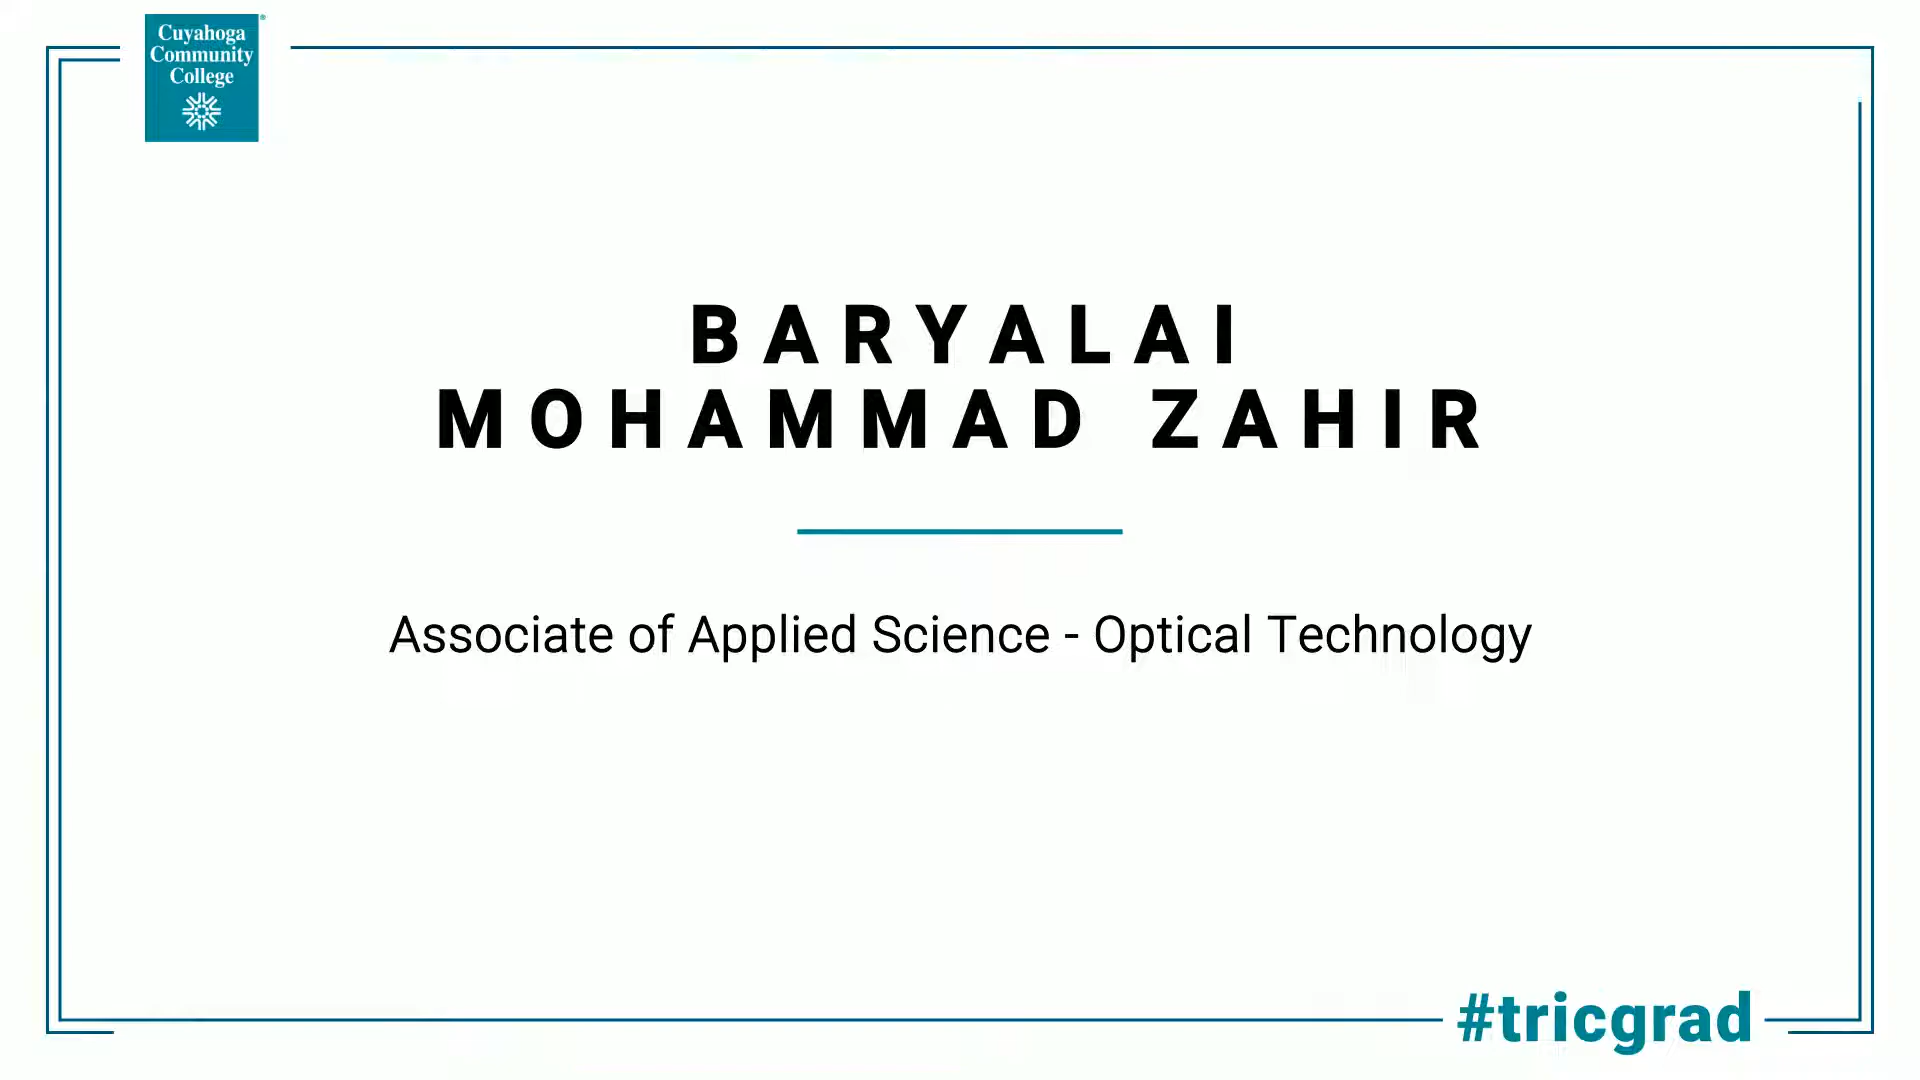 Cuyahoga
Community
College
BARYALAI
MOHAMMAD ZAHIR
Associate of Applied Science - Optical Technology
#tricgrad